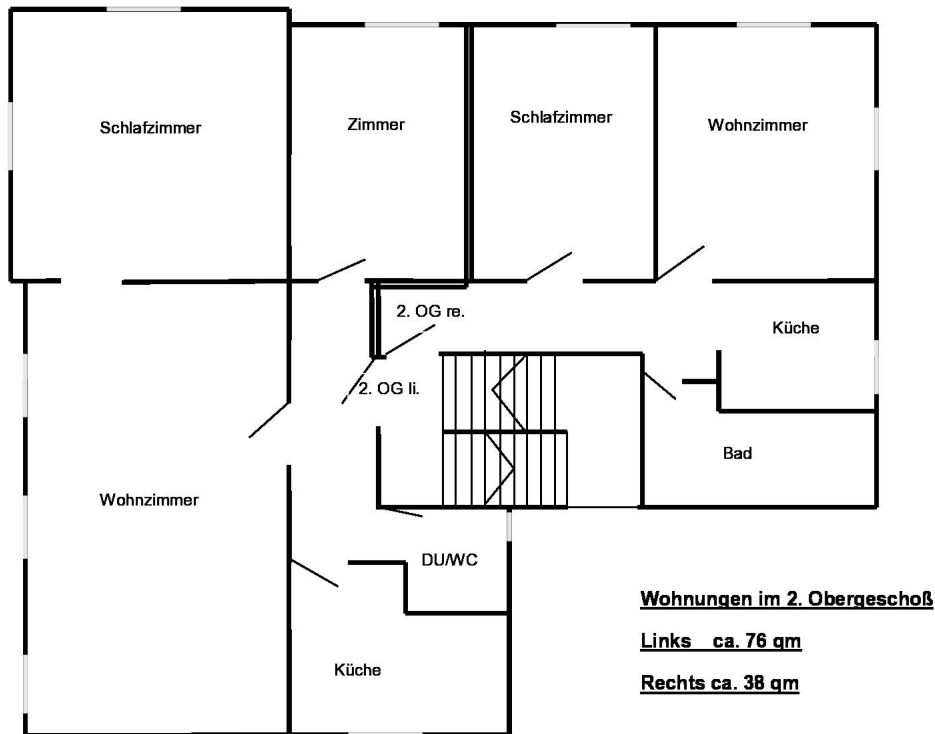 Schlafzimmer
Zimmer
Schlafzimmer
Wohnzimmer
2. OG re.
Küche
2. OG li.
Wohnzimmer
Bad
DU/WC
Küche
Wohnungen im 2. Obergeschoß
Links ca. 76 qm
Rechts ca. 38 qm